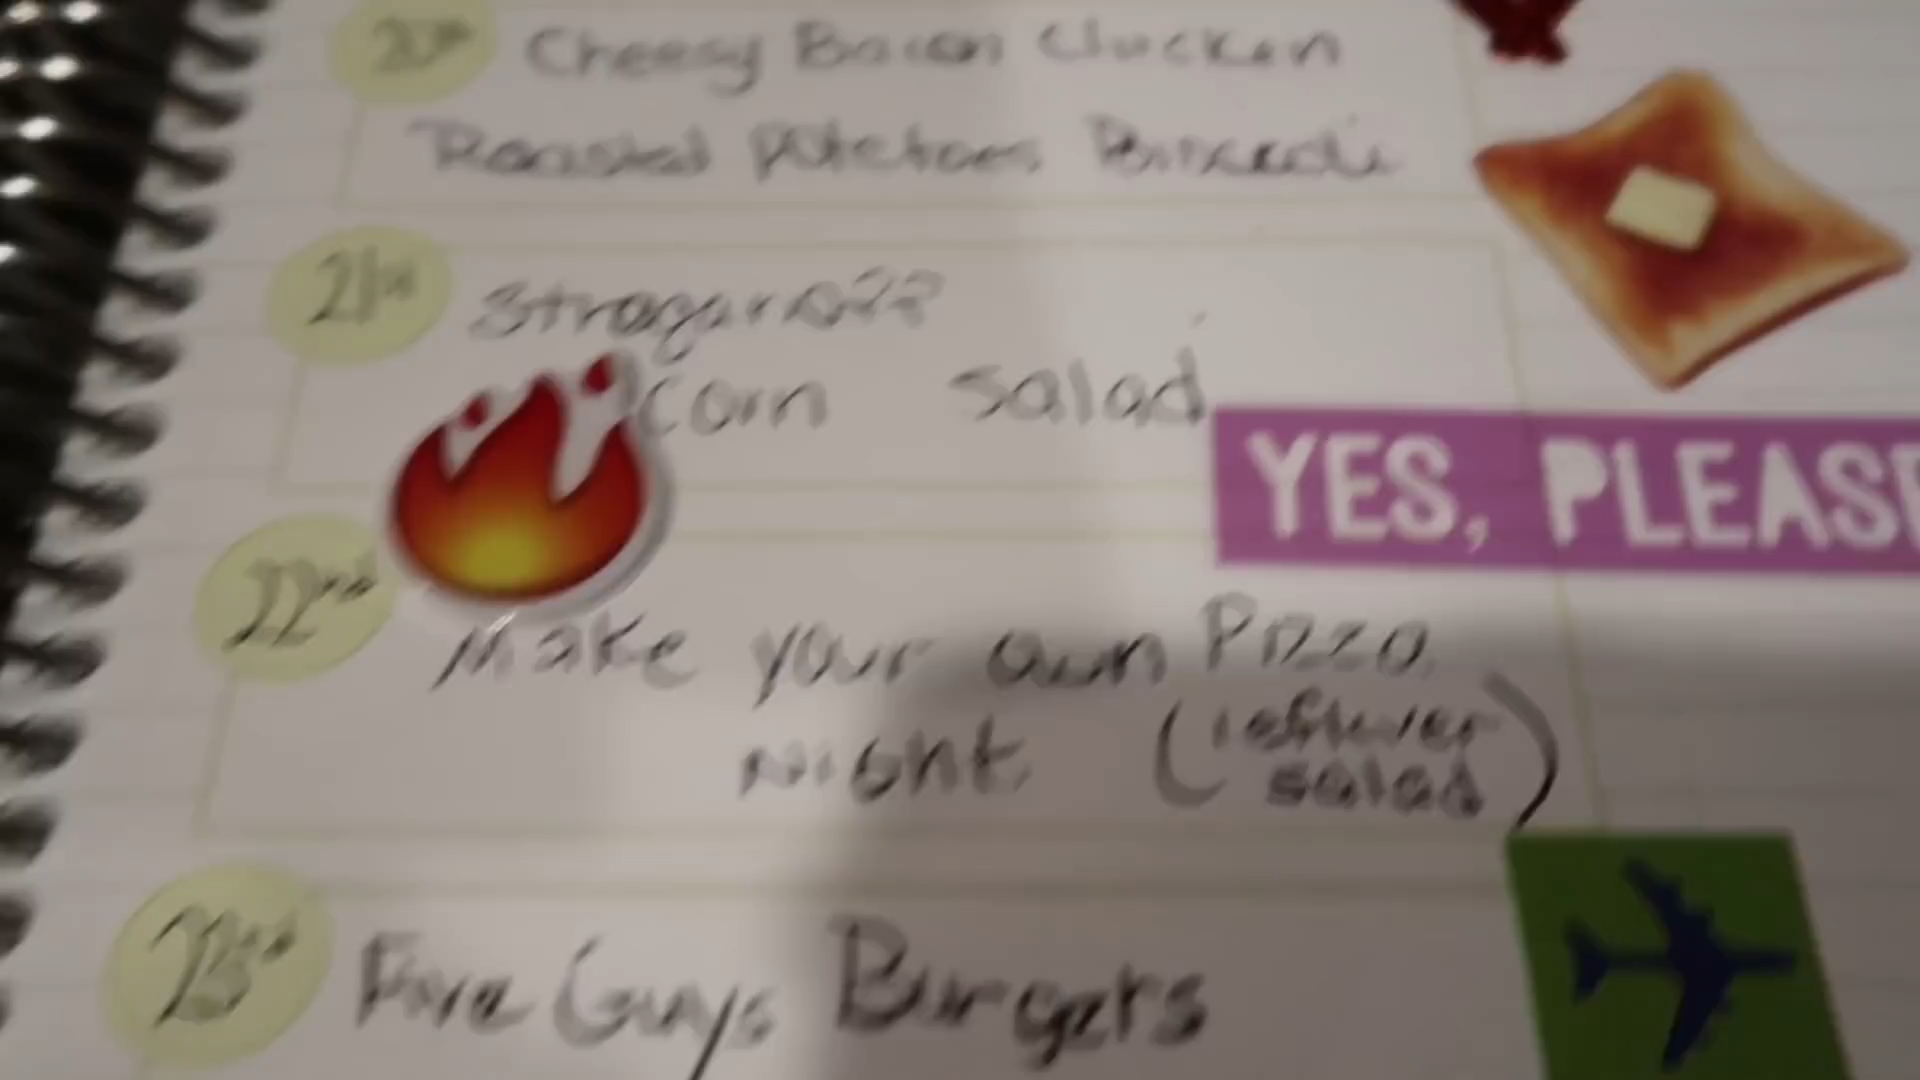 20th Cheesy Bacon Chicken
Roasted Potatoes
21st
corn salad
YES, PLEASE
22nd
Make your own Pizza
Night (leftover
salad)
23rd Five Guys Burgers